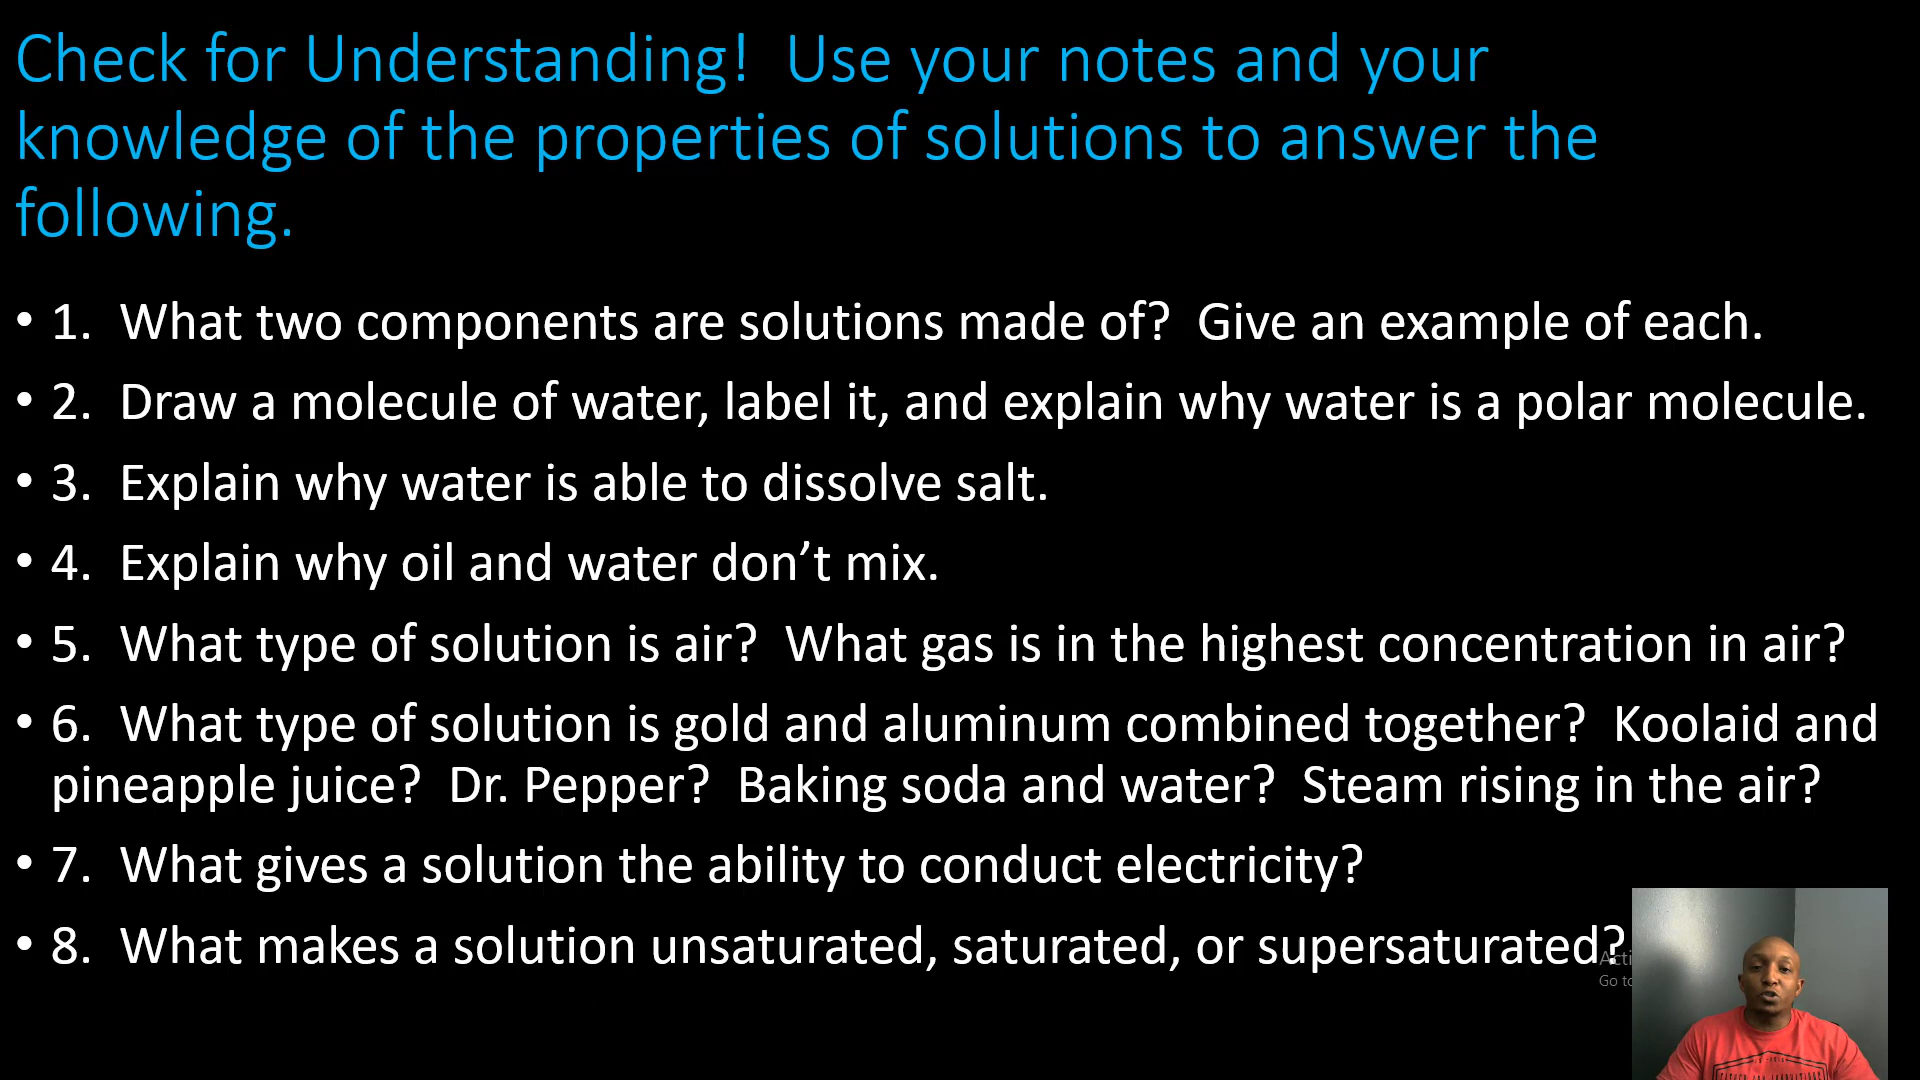 Check for Understanding!  Use your notes and your
knowledge of the properties of solutions to answer the
following.
• 1.  What two components are solutions made of?  Give an example of each.
• 2.  Draw a molecule of water, label it, and explain why water is a polar molecule.
• 3.  Explain why water is able to dissolve salt.
• 4.  Explain why oil and water don’t mix.
• 5.  What type of solution is air?  What gas is in the highest concentration in air?
• 6.  What type of solution is gold and aluminum combined together?  Koolaid and
pineapple juice?  Dr. Pepper?  Baking soda and water?  Steam rising in the air?
• 7.  What gives a solution the ability to conduct electricity?
• 8.  What makes a solution unsaturated, saturated, or supersaturated?
Acti
Go to